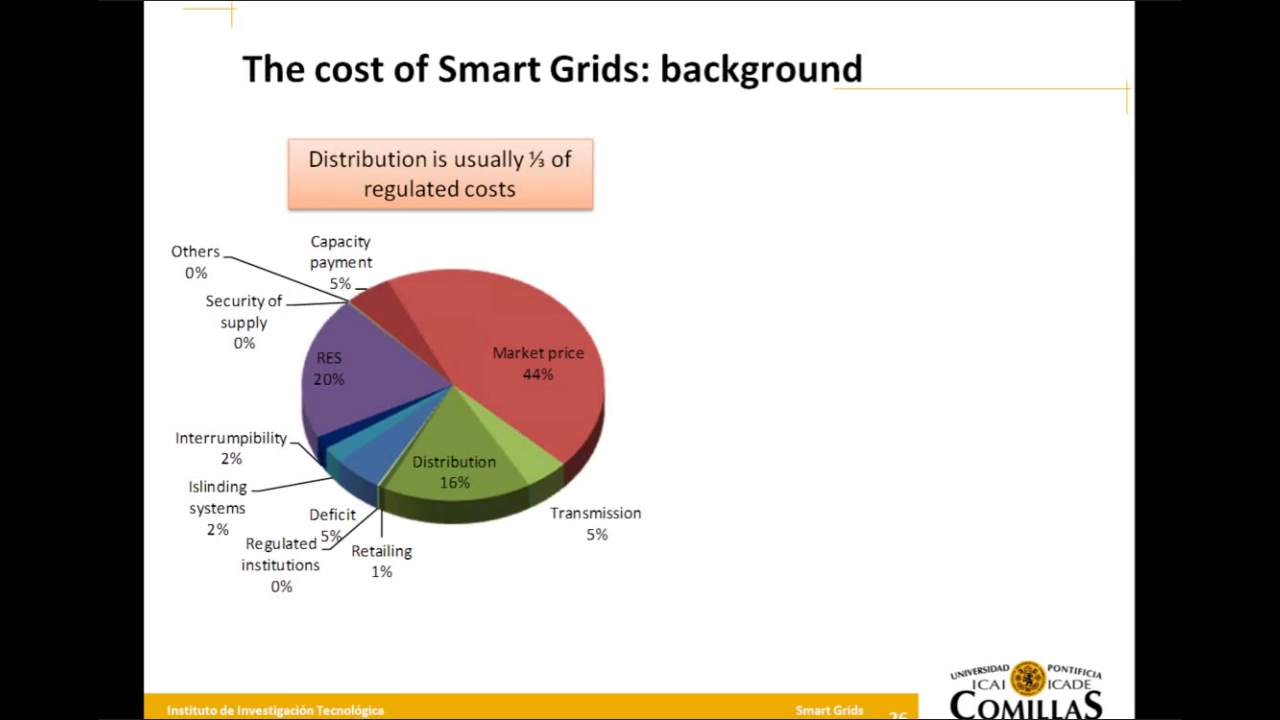 The cost of Smart Grids: background
Distribution is usually ⅓ of
regulated costs
Others
0%
Capacity
payment
5%
Security of
supply
0%
RES
20%
Market price
44%
Interrumpibility
2%
Islinding
systems
2%
Distribution
16%
Deficit
5%
Transmission
5%
Regulated
institutions
0%
Retailing
1%
UNIVERSIDAD PONTIFICIA
ICAI ICADE
COMILLAS
Instituto de Investigación Tecnológica
Smart Grids
26